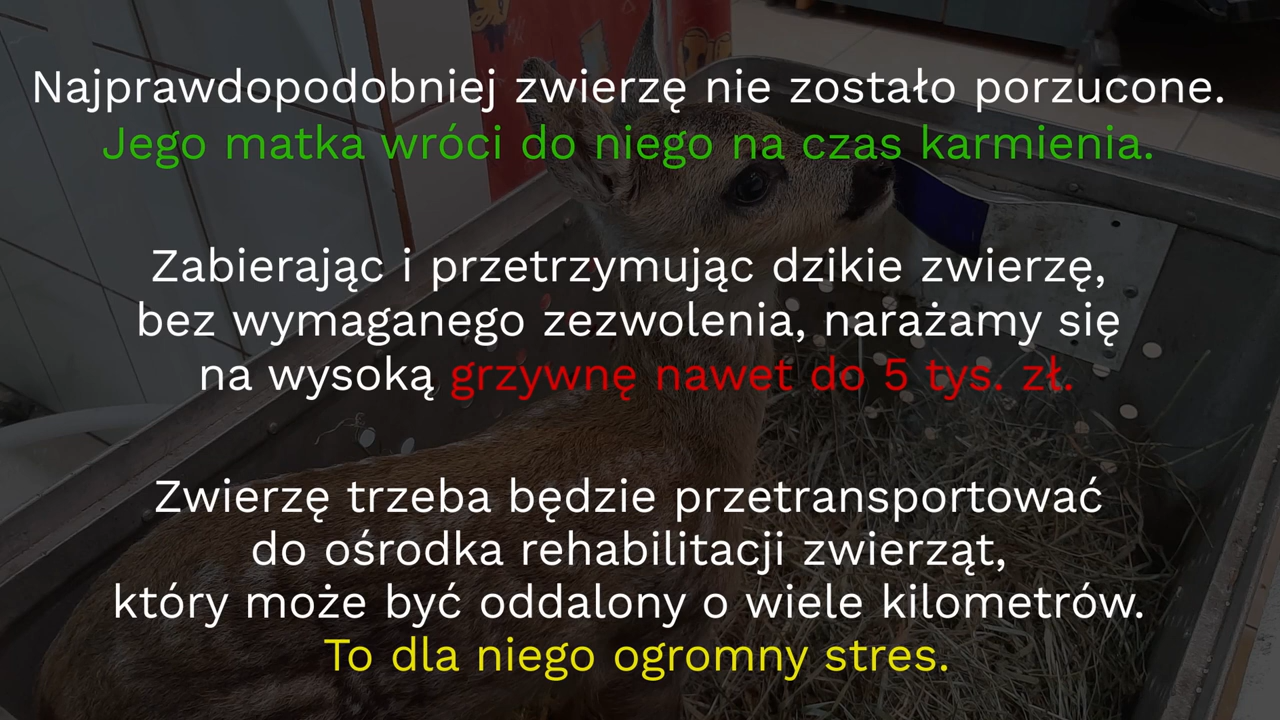 Najprawdopodobniej zwierzę nie zostało porzucone.
Jego matka wróci do niego na czas karmienia.
Zabierając i przetrzymując dzikie zwierzę,
bez wymaganego zezwolenia, narażamy się
na wysoką grzywnę nawet do 5 tys. zł.
Zwierzę trzeba będzie przetransportować
do ośrodka rehabilitacji zwierząt,
który może być oddalony o wiele kilometrów.
To dla niego ogromny stres.